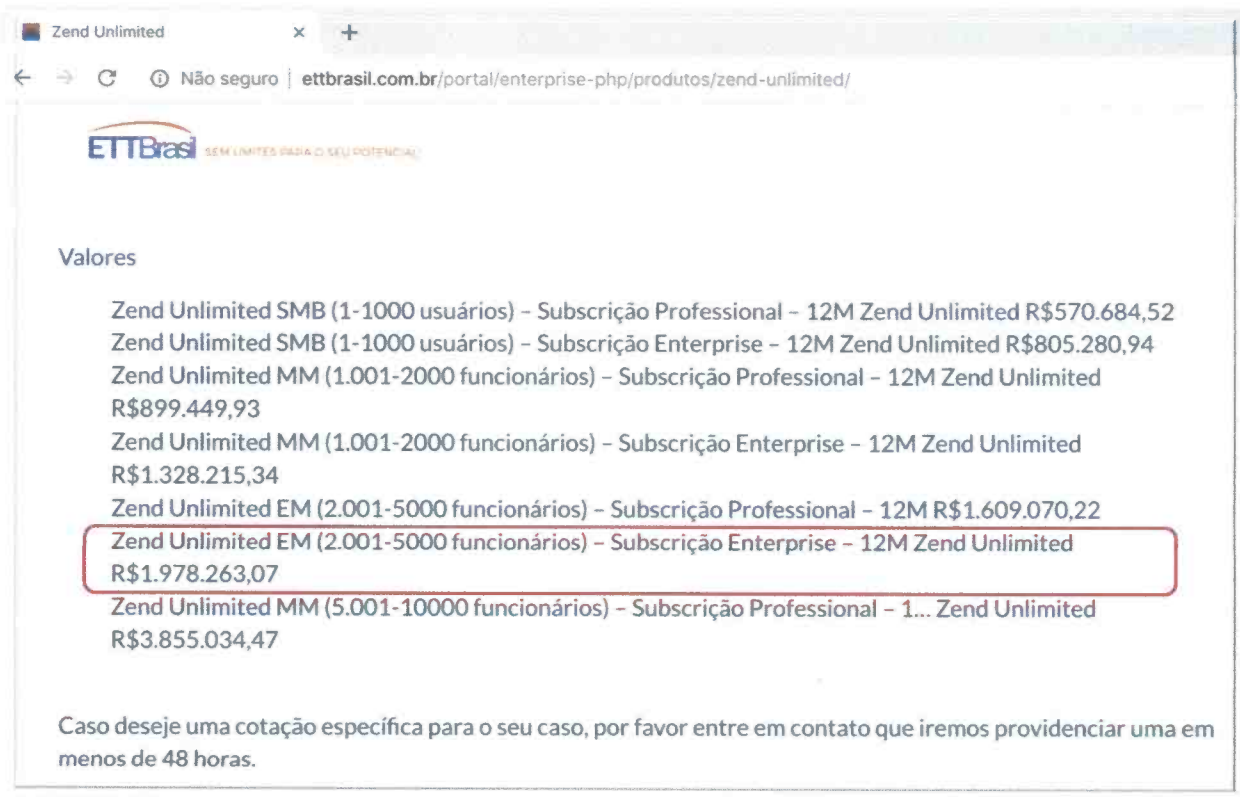 Zend Unlimited
Não seguro | ettbrasil.com.br/portal/enterprise-php/produtos/zend-unlimited/
ETTBrasil SEM LIMITES PARA O SEU POTENCIAL
Valores
Zend Unlimited SMB (1-1000 usuários) – Subscrição Professional – 12M Zend Unlimited R$570.684,52
Zend Unlimited SMB (1-1000 usuários) – Subscrição Enterprise – 12M Zend Unlimited R$805.280,94
Zend Unlimited MM (1.001-2000 funcionários) – Subscrição Professional – 12M Zend Unlimited
R$899.449,93
Zend Unlimited MM (1.001-2000 funcionários) – Subscrição Enterprise – 12M Zend Unlimited
R$1.328.215,34
Zend Unlimited EM (2.001-5000 funcionários) – Subscrição Professional – 12M R$1.609.070,22
Zend Unlimited EM (2.001-5000 funcionários) – Subscrição Enterprise – 12M Zend Unlimited
R$1.978.263,07
Zend Unlimited MM (5.001-10000 funcionários) – Subscrição Professional – 1... Zend Unlimited
R$3.855.034,47
Caso deseje uma cotação específica para o seu caso, por favor entre em contato que iremos providenciar uma em
menos de 48 horas.